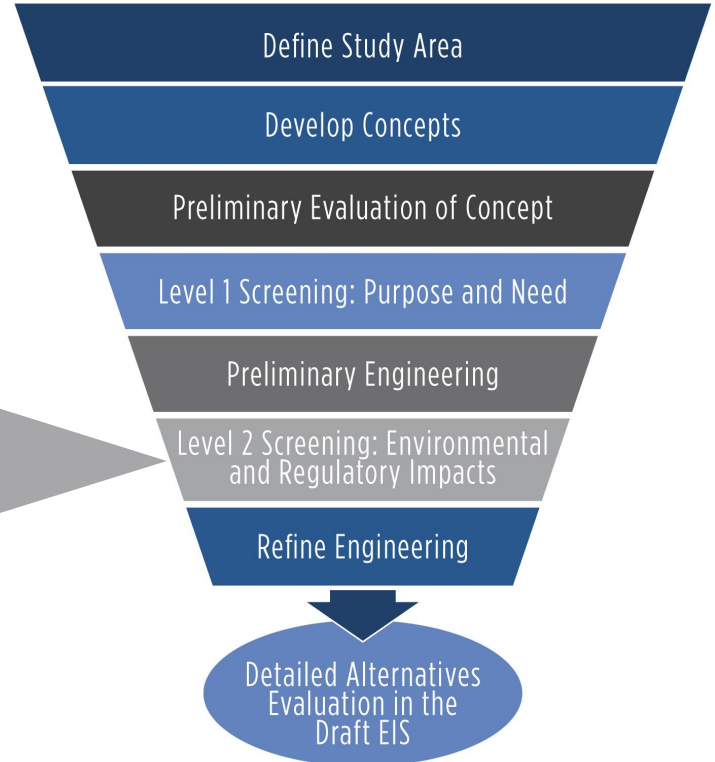 Define Study Area
Develop Concepts
Preliminary Evaluation of Concept
Level 1 Screening: Purpose and Need
Preliminary Engineering
Level 2 Screening: Environmental
and Regulatory Impacts
Refine Engineering
Detailed Alternatives
Evaluation in the
Draft EIS